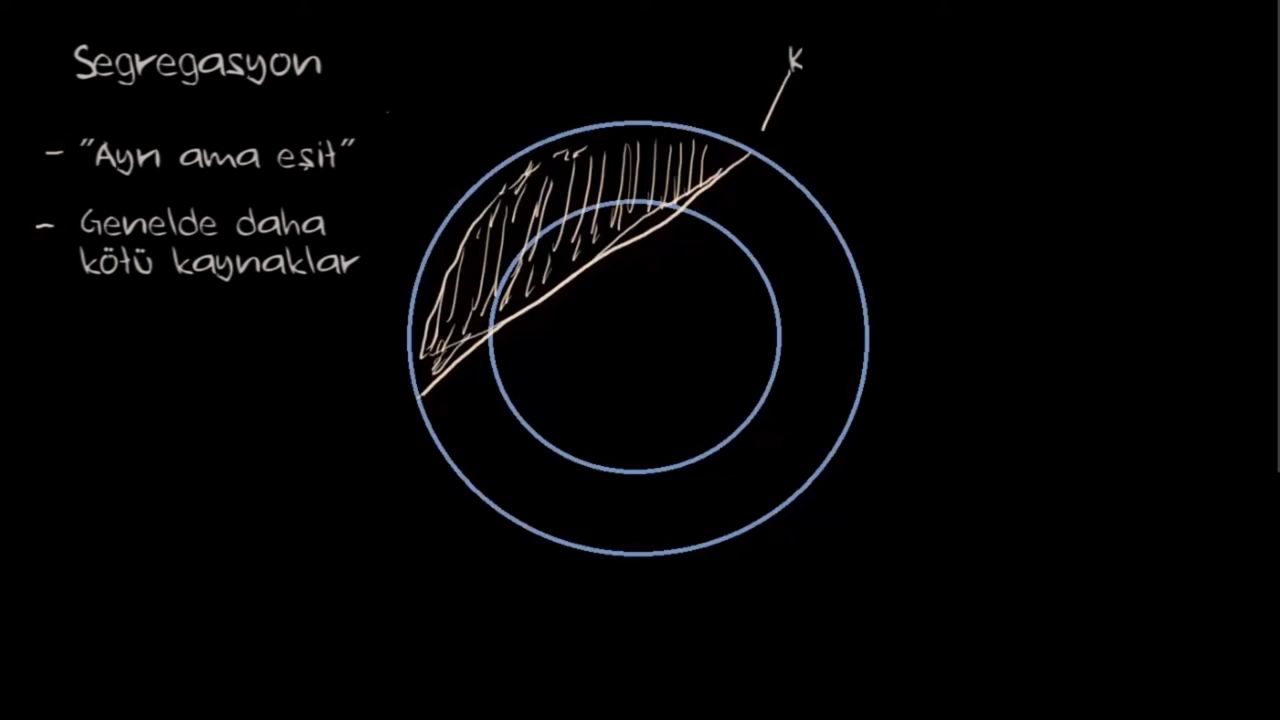 Segregasyon
- "Ayrı ama eşit"
- Genelde daha
kötü kaynaklar
K